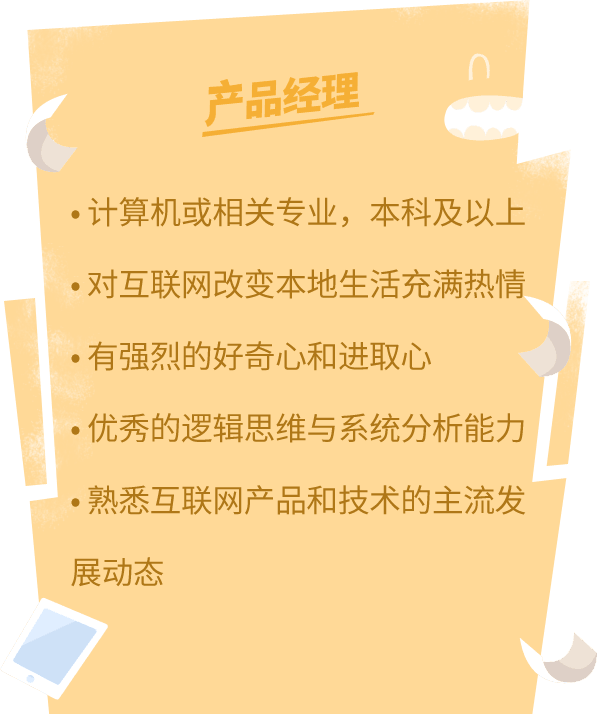 产品经理
• 计算机或相关专业，本科及以上
• 对互联网改变本地生活充满热情
• 有强烈的好奇心和进取心
• 优秀的逻辑思维与系统分析能力
• 熟悉互联网产品和技术的主流发
展动态